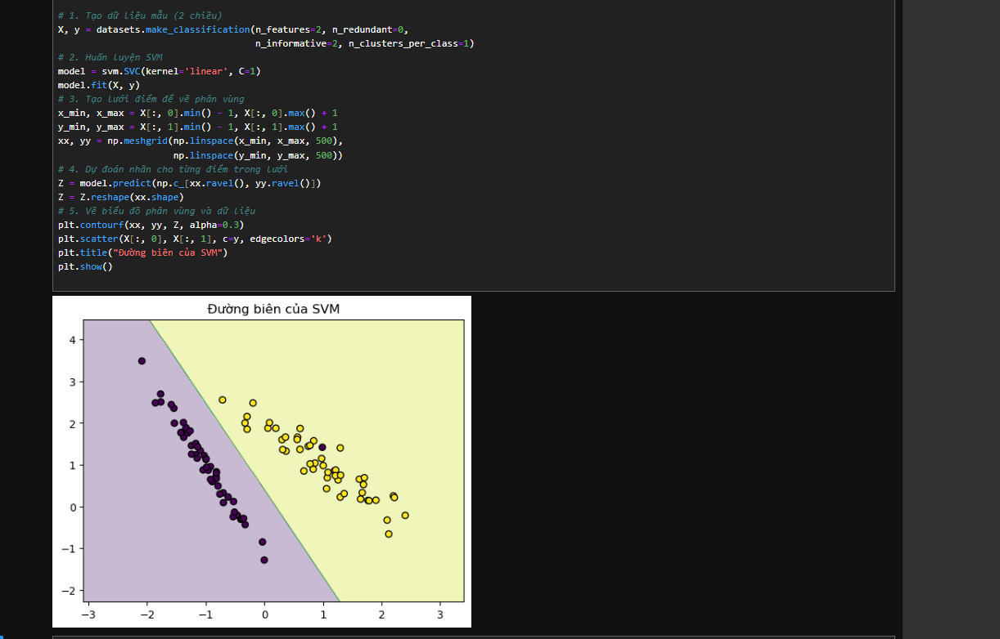 # 1. Tạo dữ liệu mẫu (2 chiều)
X, y = datasets.make_classification(n_features=2, n_redundant=0,
                                    n_informative=2, n_clusters_per_class=1)
# 2. Huấn luyện SVM
model = svm.SVC(kernel='linear', C=1)
model.fit(X, y)
# 3. Tạo lưới điểm để vẽ phân vùng
x_min, x_max = X[:, 0].min() - 1, X[:, 0].max() + 1
y_min, y_max = X[:, 1].min() - 1, X[:, 1].max() + 1
xx, yy = np.meshgrid(np.linspace(x_min, x_max, 500),
                     np.linspace(y_min, y_max, 500))
# 4. Dự đoán nhãn cho từng điểm trong lưới
Z = model.predict(np.c_[xx.ravel(), yy.ravel()])
Z = Z.reshape(xx.shape)
# 5. Vẽ biểu đồ phân vùng và dữ liệu
plt.contourf(xx, yy, Z, alpha=0.3)
plt.scatter(X[:, 0], X[:, 1], c=y, edgecolors='k')
plt.title("Đường biên của SVM")
plt.show()
Đường biên của SVM
4
3
2
1
0
−1
−2
−3 −2 −1 0 1 2 3